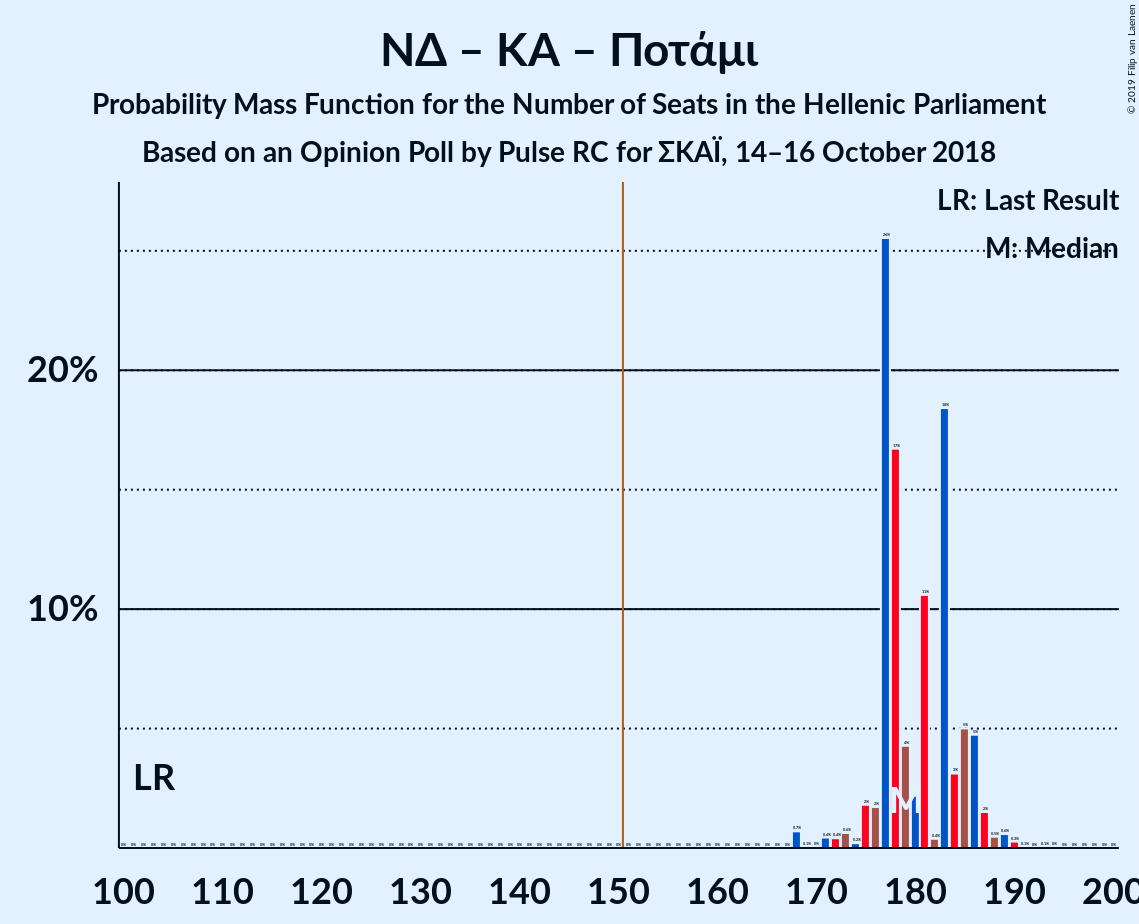 ΝΔ – ΚΑ – Ποτάμι
Probability Mass Function for the Number of Seats in the Hellenic Parliament
Based on an Opinion Poll by Pulse RC for ΣΚΑΪ, 14–16 October 2018
© 2019 Filip van Laenen
LR: Last Result
M: Median
20%
10%
LR
M
100 110 120 130 140 150 160 170 180 190 200